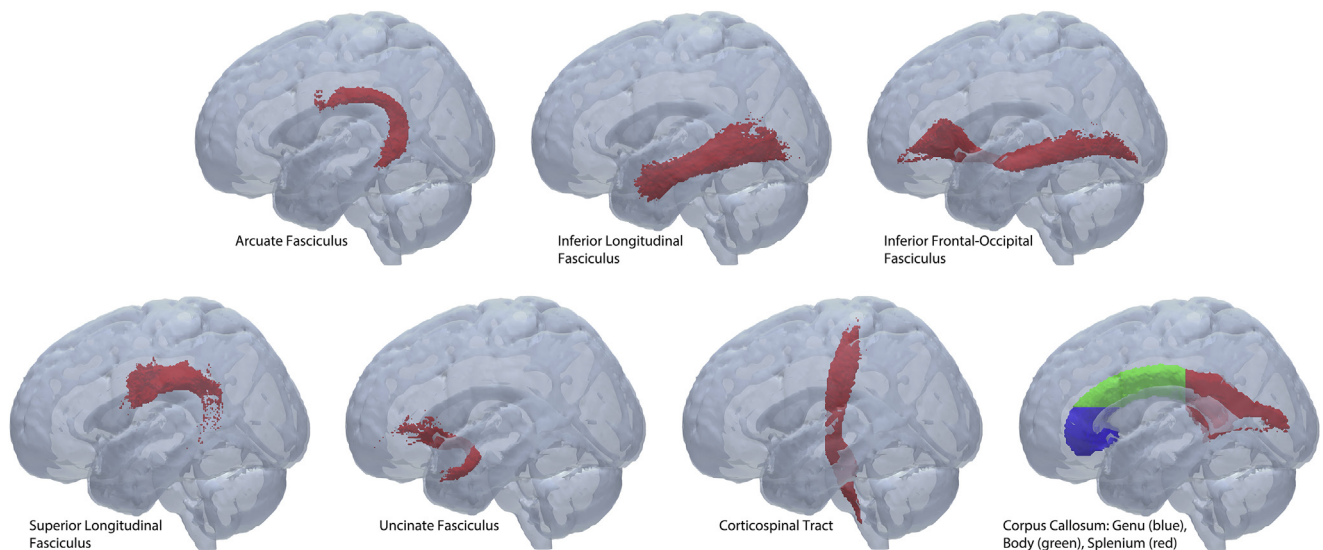 Arcuate Fasciculus
Inferior Longitudinal
Fasciculus
Inferior Frontal-Occipital
Fasciculus
Superior Longitudinal
Fasciculus
Uncinate Fasciculus
Corticospinal Tract
Corpus Callosum: Genu (blue),
Body (green), Splenium (red)